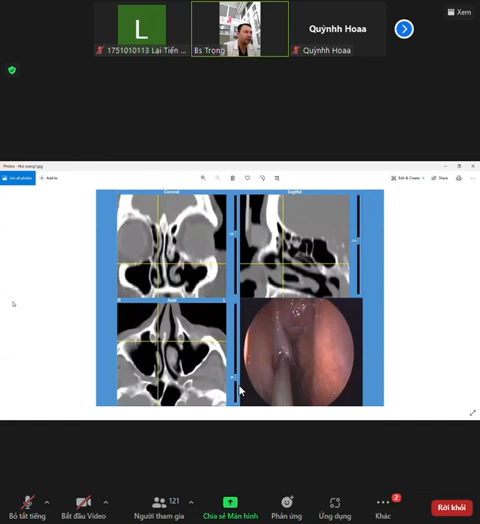 Xem
L
1751010113 Lại Tiến ...
Bs Trọng
Quỳnhh Hoaa
Quỳnhh Hoaa
Photos - Mui xoang1.jpg
See all photos
Add to
Edit & Create
Share
Coronal
Sagittal
Axial
R
L
Bỏ tắt tiếng
Bắt đầu Video
121
Người tham gia
Chia sẻ Màn hình
Phản ứng
Ứng dụng
2
Khác
Rời khỏi